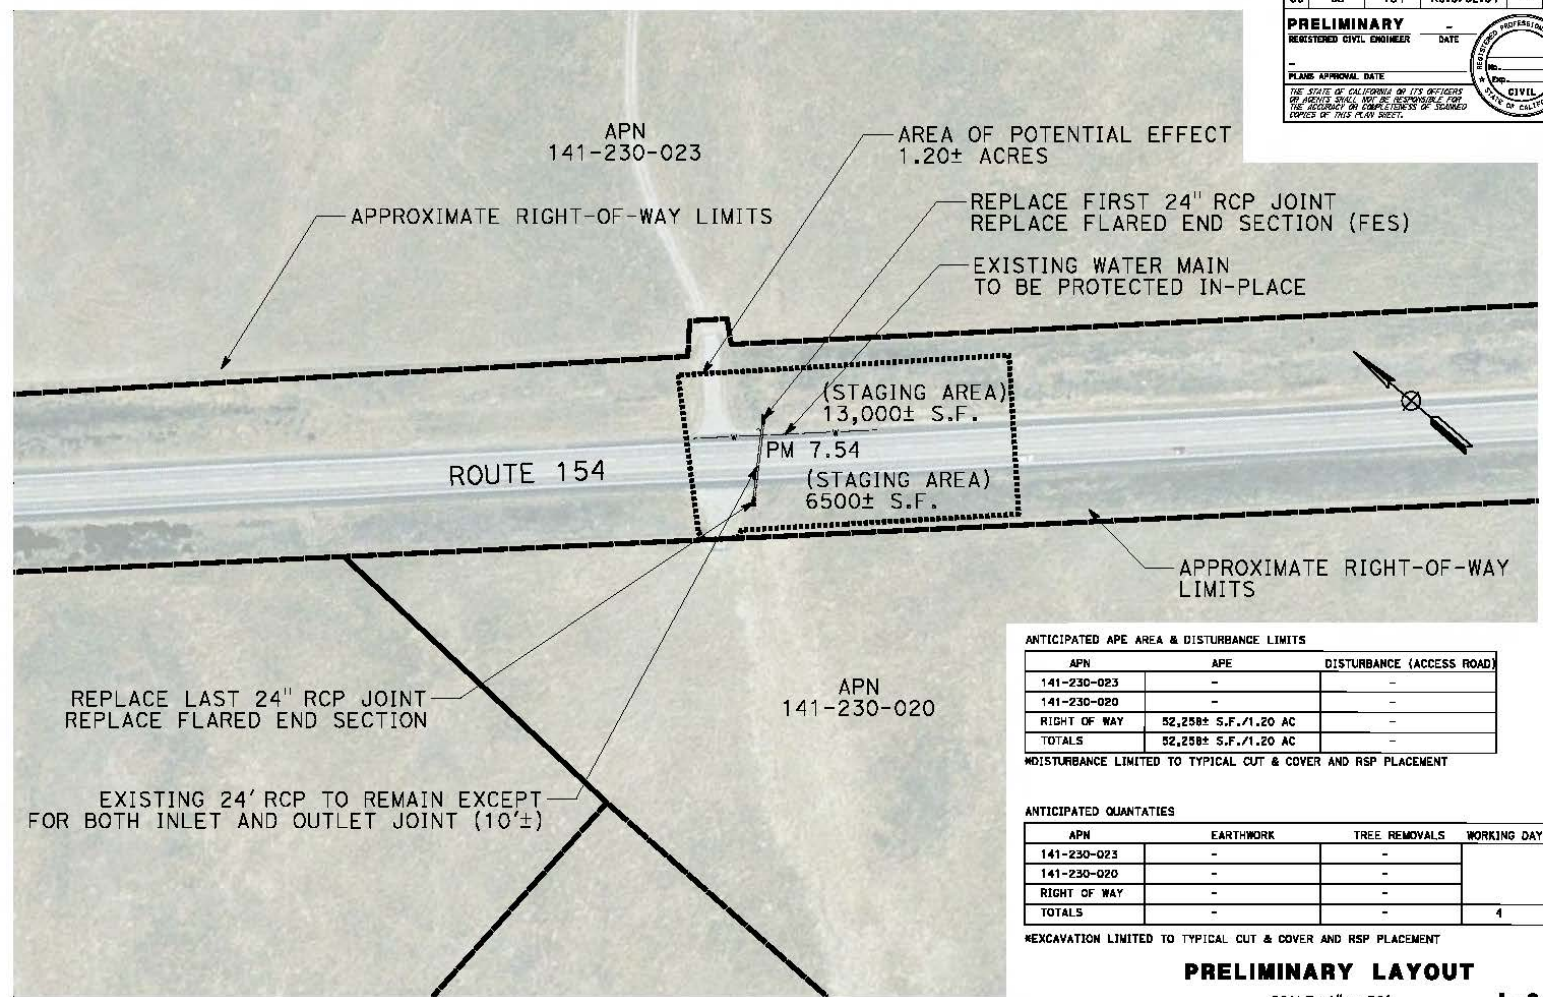 PRELIMINARY -
REGISTERED CIVIL ENGINEER DATE
-
PLANS APPROVAL DATE
THE STATE OF CALIFORNIA OR ITS OFFICERS
OR AGENTS SHALL NOT BE RESPONSIBLE FOR
THE ACCURACY OR COMPLETENESS OF SCANNED
COPIES OF THIS PLAN SHEET.
No.
Exp.
CIVIL
APN
141-230-023
AREA OF POTENTIAL EFFECT
1.20± ACRES
REPLACE FIRST 24" RCP JOINT
REPLACE FLARED END SECTION (FES)
APPROXIMATE RIGHT-OF-WAY LIMITS
EXISTING WATER MAIN
TO BE PROTECTED IN-PLACE
(STAGING AREA)
13,000± S.F.
W W
PM 7.54
ROUTE 154
(STAGING AREA)
6500± S.F.
APPROXIMATE RIGHT-OF-WAY
LIMITS
REPLACE LAST 24" RCP JOINT
REPLACE FLARED END SECTION
APN
141-230-020
EXISTING 24' RCP TO REMAIN EXCEPT
FOR BOTH INLET AND OUTLET JOINT (10'±)
ANTICIPATED APE AREA & DISTURBANCE LIMITS
APN APE DISTURBANCE (ACCESS ROAD)
141-230-023 - -
141-230-020 - -
RIGHT OF WAY 52,258± S.F./1.20 AC -
TOTALS 52,258± S.F./1.20 AC -
*DISTURBANCE LIMITED TO TYPICAL CUT & COVER AND RSP PLACEMENT
ANTICIPATED QUANTATIES
APN EARTHWORK TREE REMOVALS WORKING DAY
141-230-023 - -
141-230-020 - -
RIGHT OF WAY - -
TOTALS - - 4
*EXCAVATION LIMITED TO TYPICAL CUT & COVER AND RSP PLACEMENT
PRELIMINARY LAYOUT